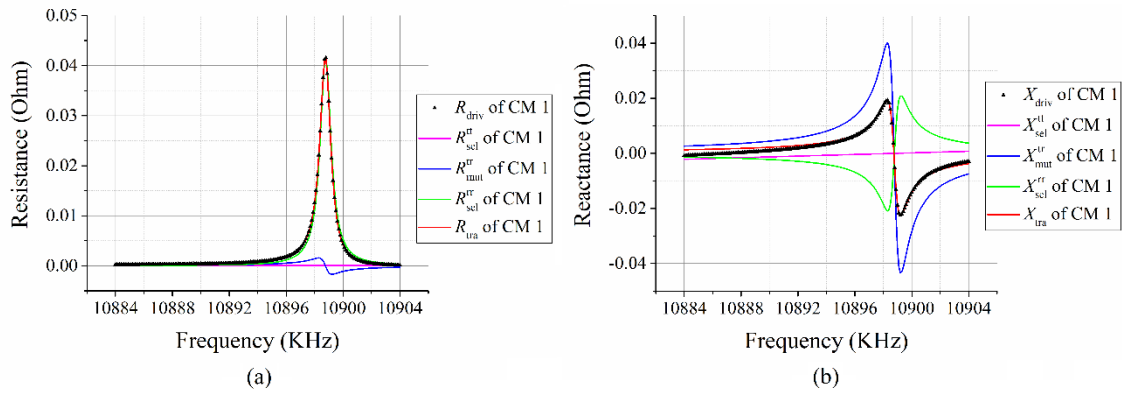 0.05
0.04
0.03
0.02
0.01
0.00
Resistance (Ohm)
10884 10888 10892 10896 10900 10904
Frequency (KHz)
R_driv of CM 1
R^tt_sel of CM 1
R^tr_mut of CM 1
R^rr_sel of CM 1
R_tra of CM 1
(a)
0.04
0.02
0.00
-0.02
-0.04
Reactance (Ohm)
10884 10888 10892 10896 10900 10904
Frequency (KHz)
X_driv of CM 1
X^tt_sel of CM 1
X^tr_mut of CM 1
X^rr_sel of CM 1
X_tra of CM 1
(b)